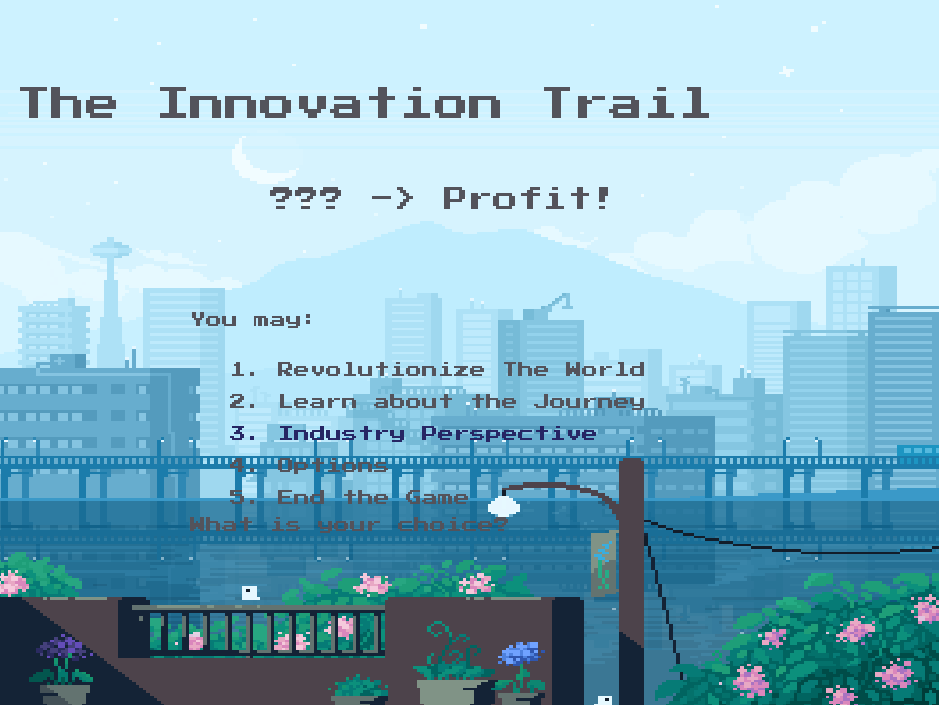 The Innovation Trail
??? -> Profit!
You may:
1. Revolutionize The World
2. Learn about the Journey
3. Industry Perspective
4. Options
5. End the Game
What is your choice?